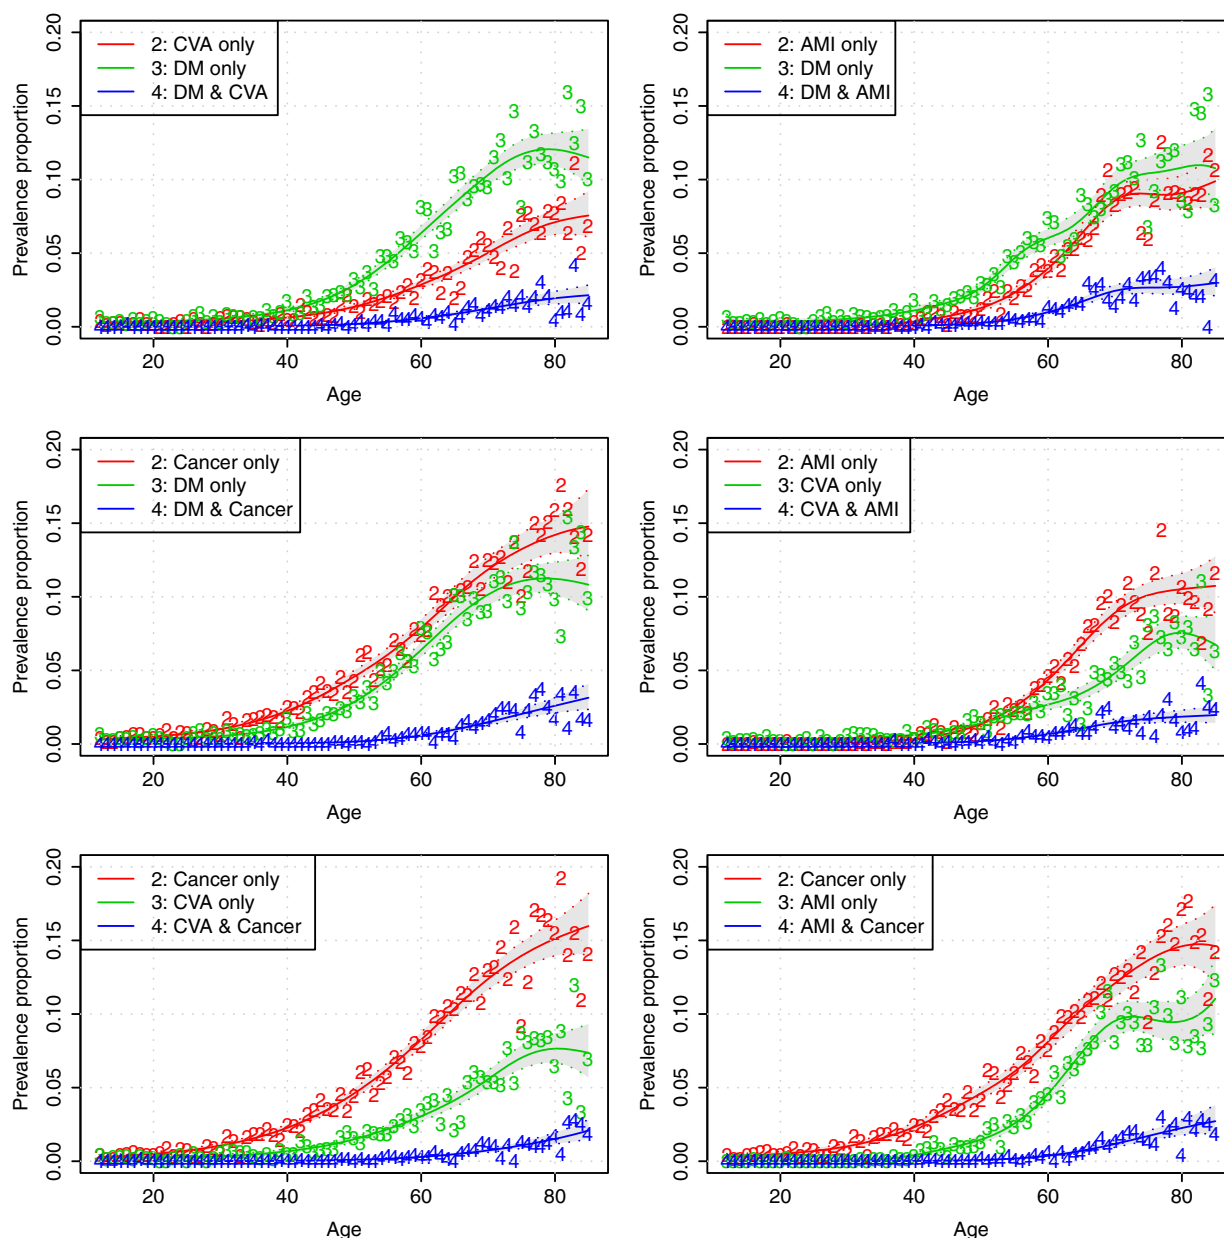 2: CVA only
3: DM only
4: DM & CVA
0.00 0.05 0.10 0.15 0.20
Prevalence proportion
20 40 60 80
Age
2: AMI only
3: DM only
4: DM & AMI
0.00 0.05 0.10 0.15 0.20
Prevalence proportion
20 40 60 80
Age
2: Cancer only
3: DM only
4: DM & Cancer
0.00 0.05 0.10 0.15 0.20
Prevalence proportion
20 40 60 80
Age
2: AMI only
3: CVA only
4: CVA & AMI
0.00 0.05 0.10 0.15 0.20
Prevalence proportion
20 40 60 80
Age
2: Cancer only
3: CVA only
4: CVA & Cancer
0.00 0.05 0.10 0.15 0.20
Prevalence proportion
20 40 60 80
Age
2: Cancer only
3: AMI only
4: AMI & Cancer
0.00 0.05 0.10 0.15 0.20
Prevalence proportion
20 40 60 80
Age